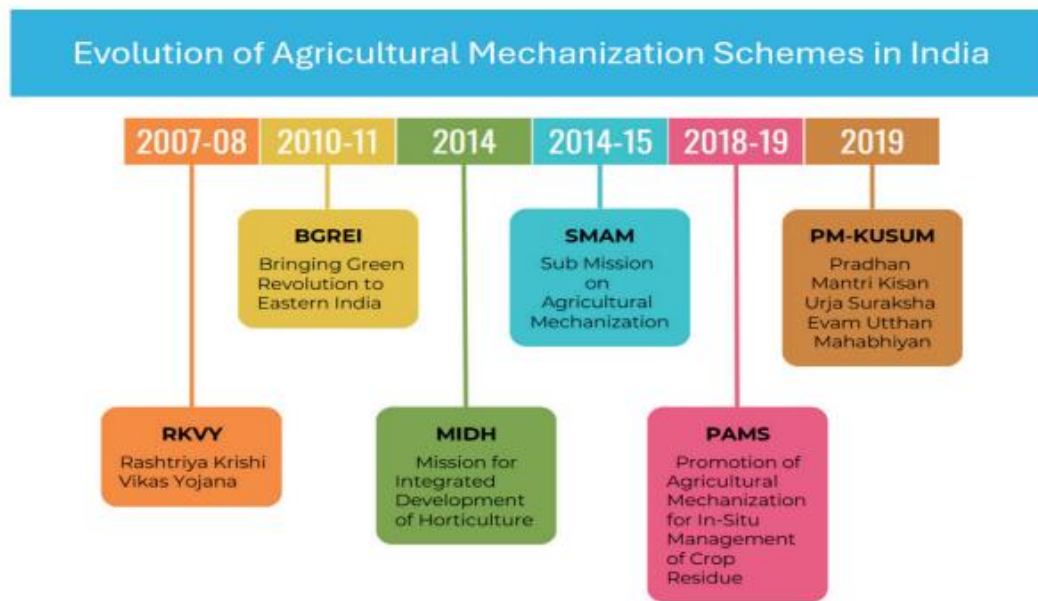 Evolution of Agricultural Mechanization Schemes in India
2007-08
2010-11
2014
2014-15
2018-19
2019
BGREI
Bringing Green
Revolution to
Eastern India
SMAM
Sub Mission
on
Agricultural
Mechanization
PM-KUSUM
Pradhan
Mantri Kisan
Urja Suraksha
Evam Utthan
Mahabhiyan
RKVY
Rashtriya Krishi
Vikas Yojana
MIDH
Mission for
Integrated
Development
of Horticulture
PAMS
Promotion of
Agricultural
Mechanization
for In-Situ
Management
of Crop
Residue